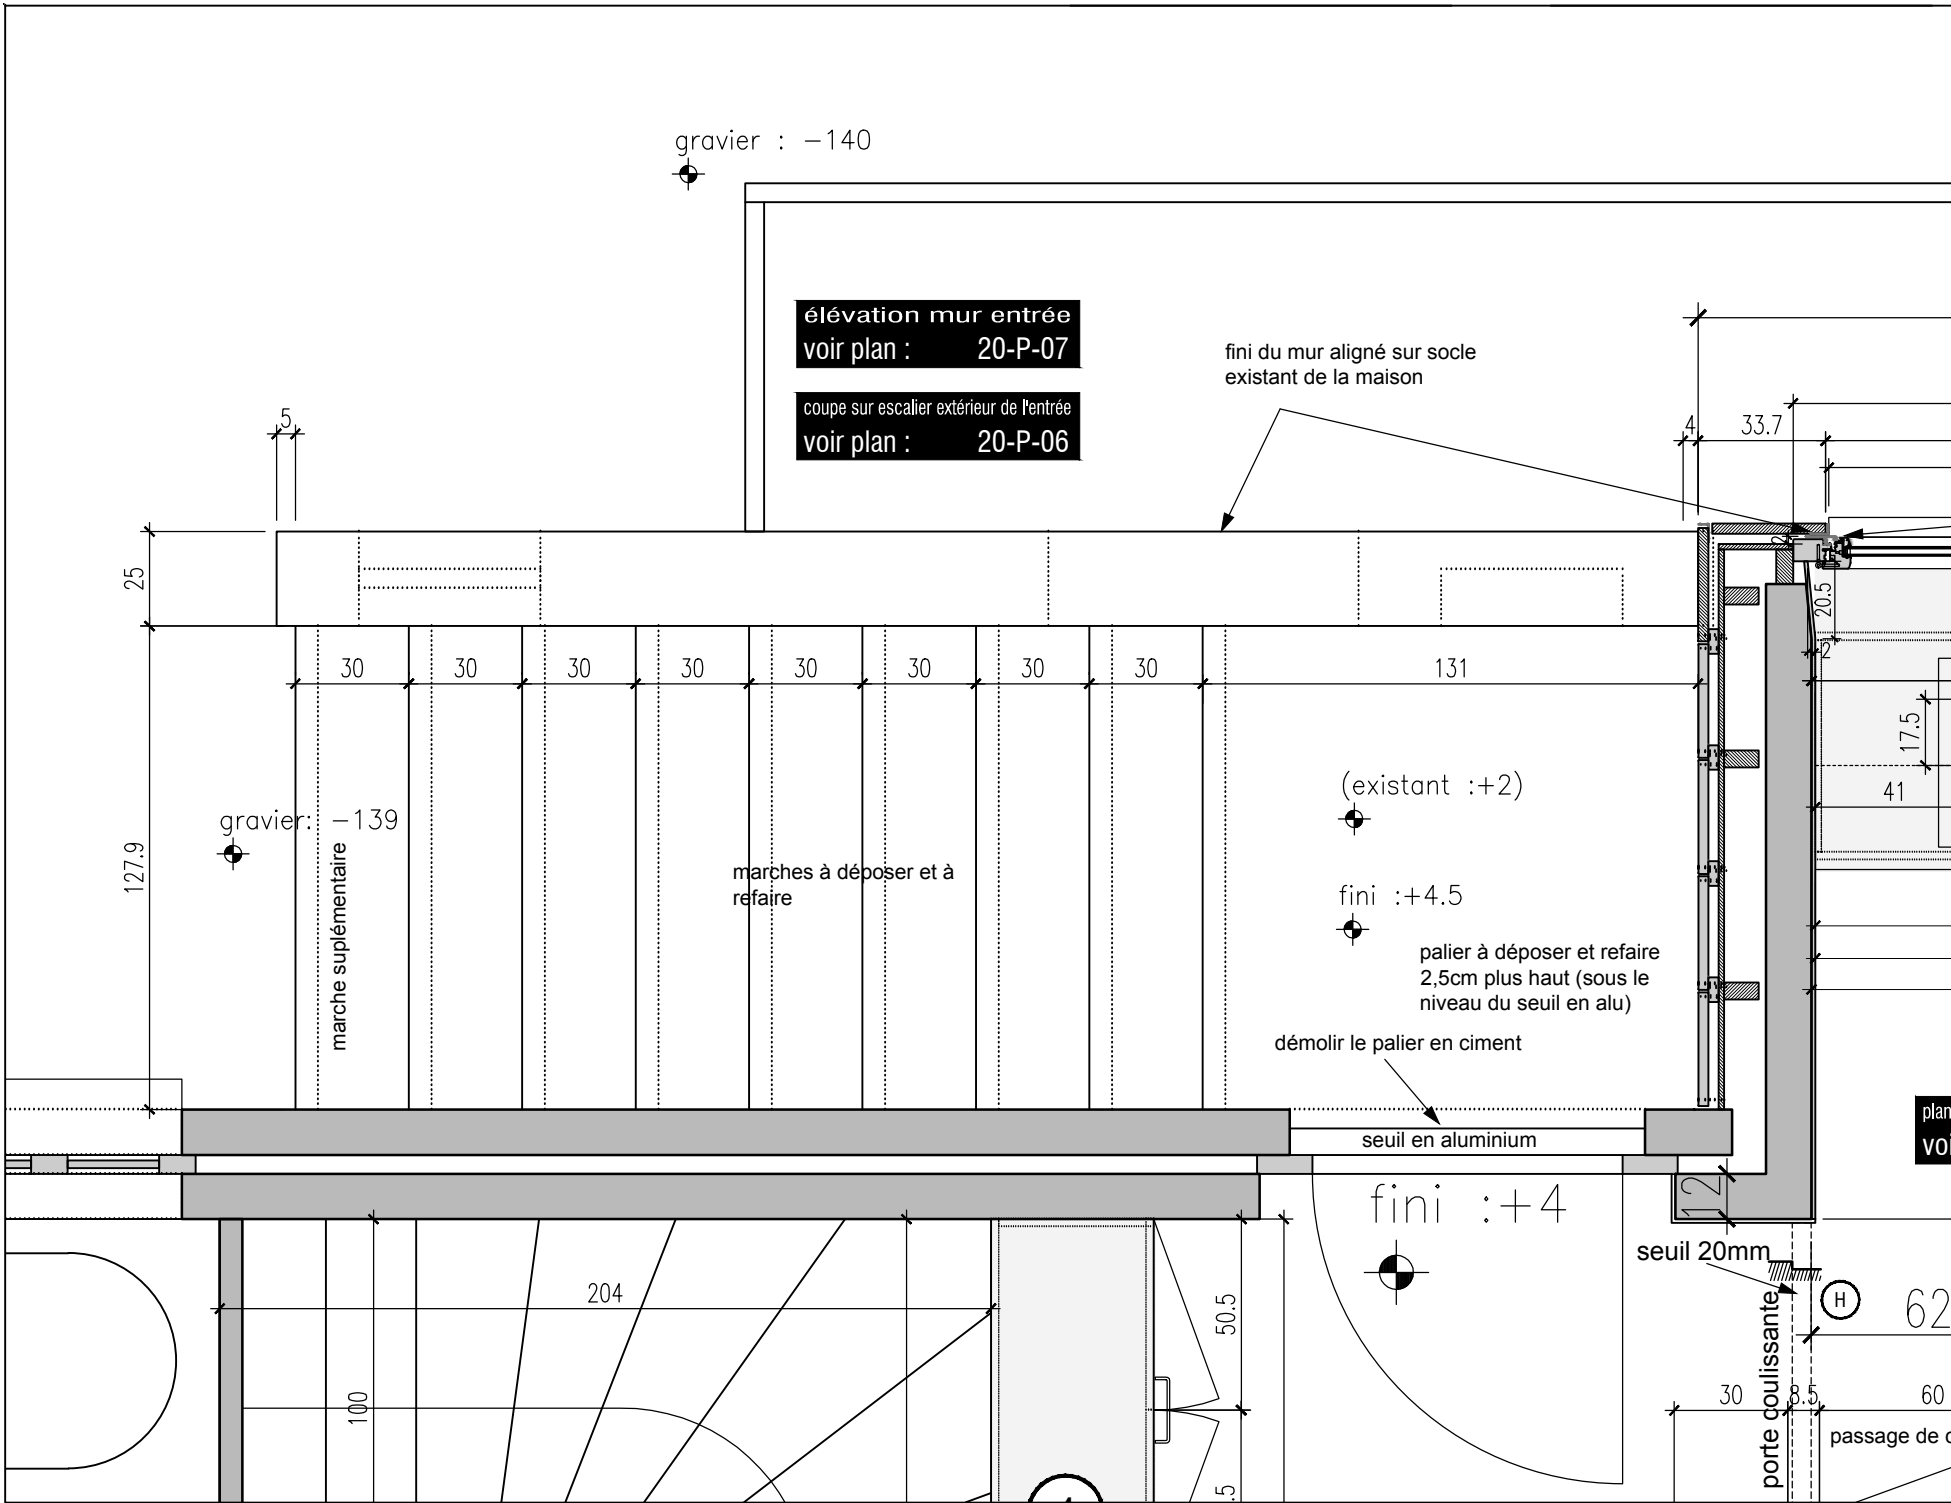 gravier : −140
élévation mur entrée
voir plan : 20-P-07
coupe sur escalier extérieur de l'entrée
voir plan : 20-P-06
fini du mur aligné sur socle
existant de la maison
5
4
33.7
25
2
20.5
2
30
30
30
30
30
30
30
30
131
17.5
41
(existant :+2)
gravier: −139
marche suplémentaire
127.9
marches à déposer et à
refaire
fini :+4.5
palier à déposer et refaire
2,5cm plus haut (sous le
niveau du seuil en alu)
démolir le palier en ciment
seuil en aluminium
12
fini :+4
seuil 20mm
H
62
porte coulissante
204
50.5
100
30
8.5
60
passage de
.5